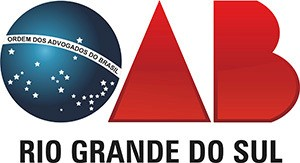 ORDEM DOS ADVOGADOS DO BRASIL
OAB
RIO GRANDE DO SUL